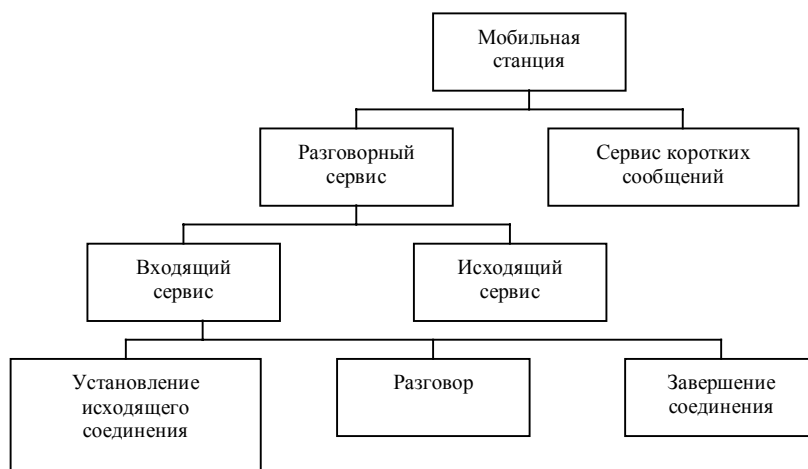 Мобильная
станция
Разговорный
сервис
Сервис коротких
сообщений
Входящий
сервис
Исходящий
сервис
Установление
исходящего
соединения
Разговор
Завершение
соединения